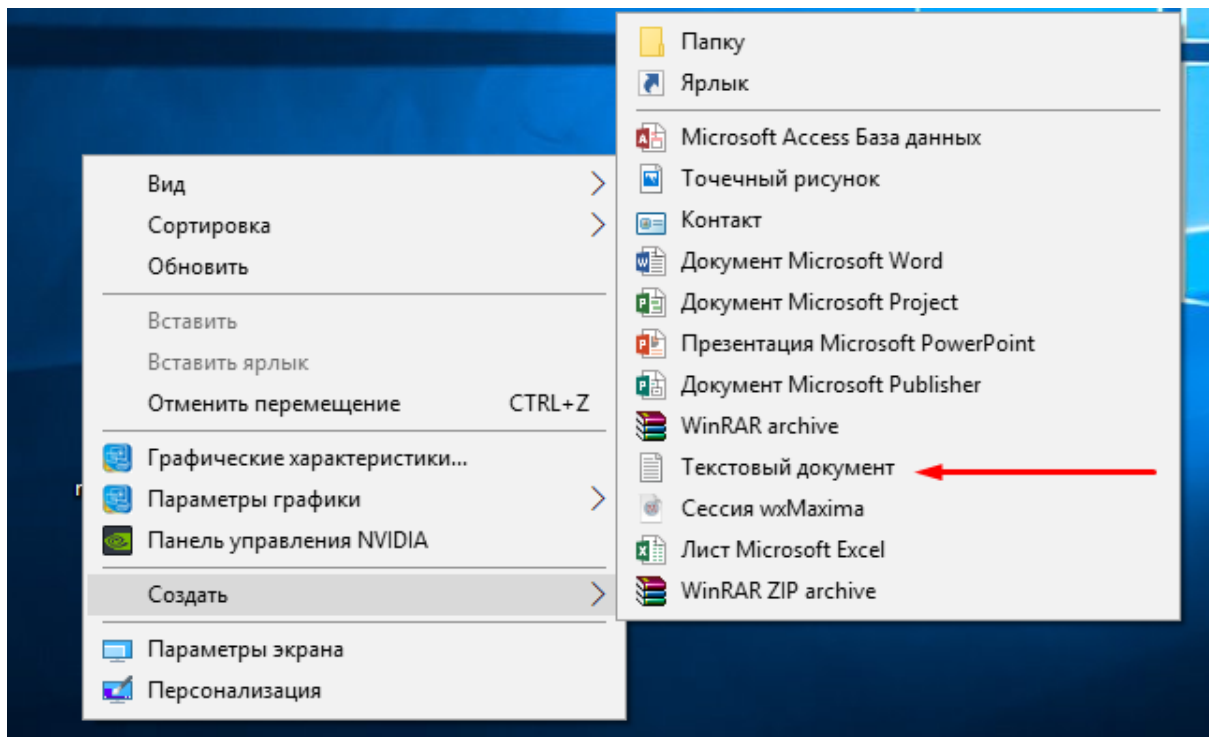 Вид
Сортировка
Обновить
Вставить
Вставить ярлык
Отменить перемещение CTRL+Z
Графические характеристики...
Параметры графики
Панель управления NVIDIA
Создать
Параметры экрана
Персонализация
Папку
Ярлык
Microsoft Access База данных
Точечный рисунок
Контакт
Документ Microsoft Word
Документ Microsoft Project
Презентация Microsoft PowerPoint
Документ Microsoft Publisher
WinRAR archive
Текстовый документ
Сессия wxMaxima
Лист Microsoft Excel
WinRAR ZIP archive